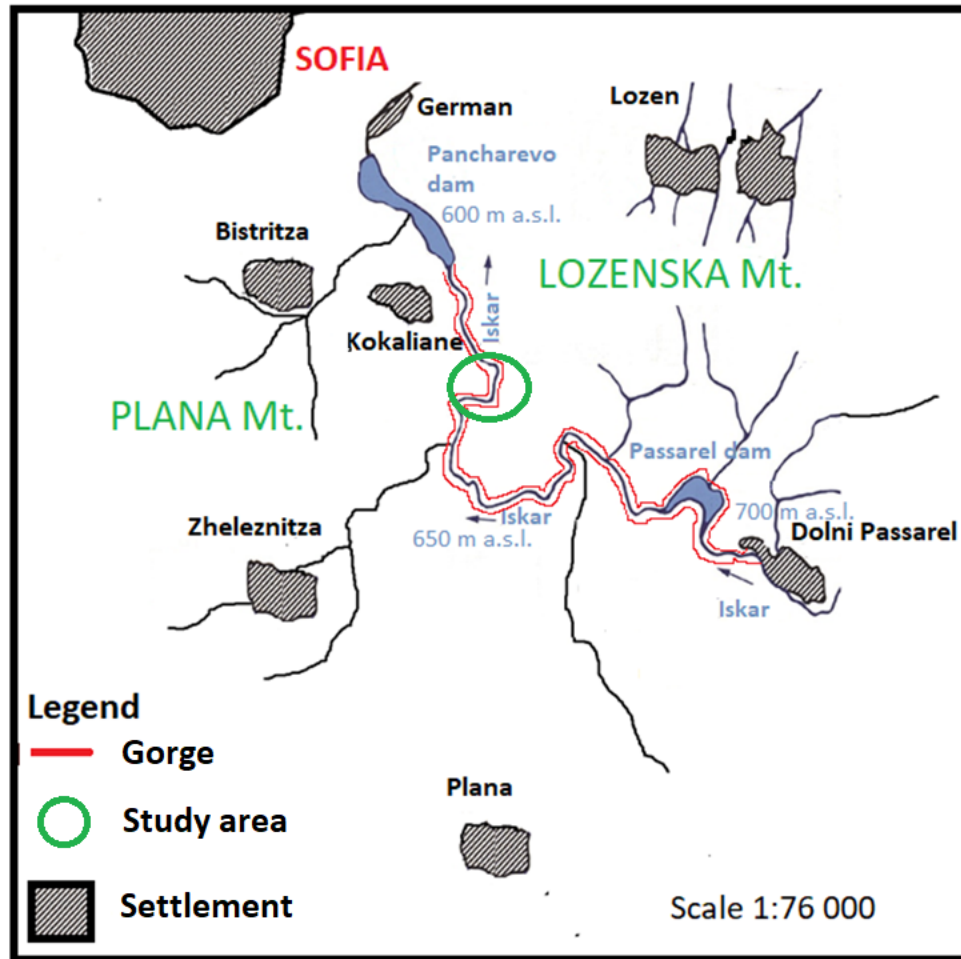 SOFIA
German
Lozen
Pancharevo
dam
600 m a.s.l.
Bistritza
LOZENSKA Mt.
Iskar
Kokaliane
PLANA Mt.
Passarel dam
700 m a.s.l.
Zheleznitza
Iskar
Dolni Passarel
650 m a.s.l.
Iskar
Legend
Gorge
Plana
Study area
Settlement
Scale 1:76 000